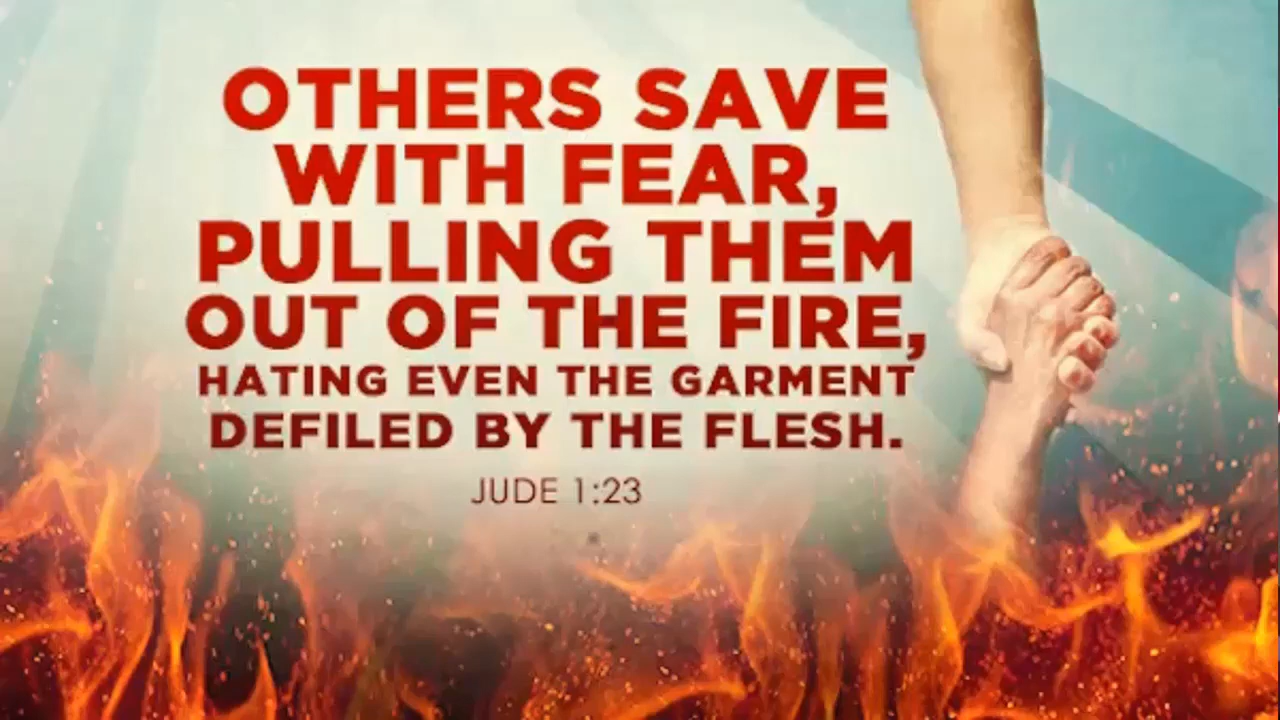 OTHERS SAVE
WITH FEAR,
PULLING THEM
OUT OF THE FIRE,
HATING EVEN THE GARMENT
DEFILED BY THE FLESH.
JUDE 1:23